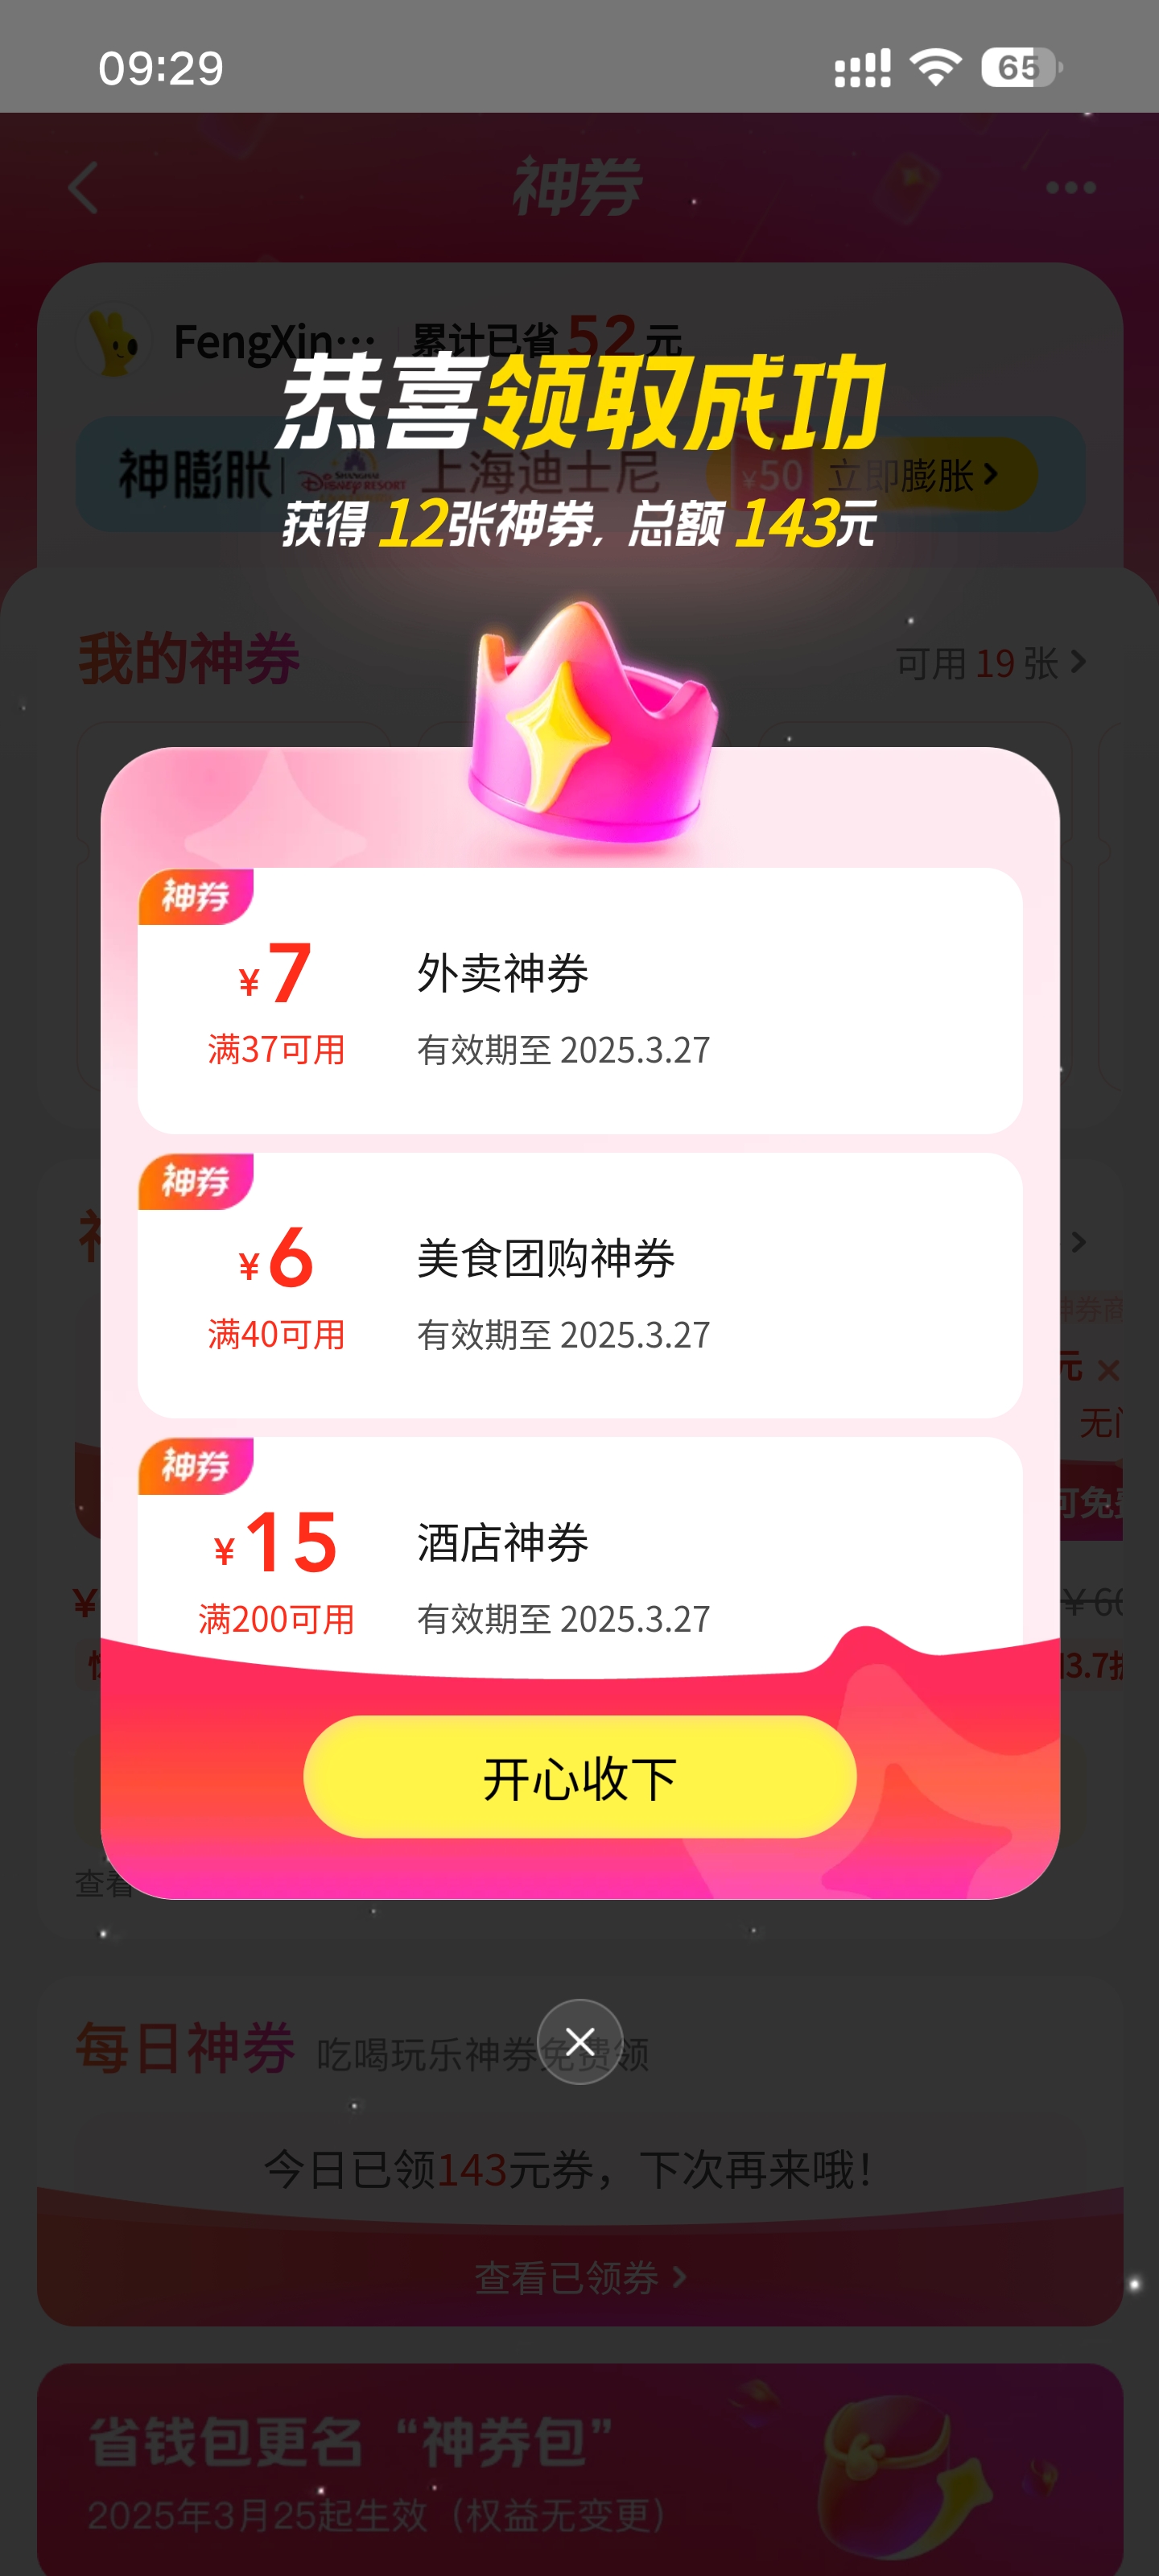 09:29
65
神券
FengXin… 累计已省52元
恭喜领取成功
神膨胀 SHANGHAI DISNEY RESORT 上海迪士尼 ¥50 立即膨胀
获得12张神券,总额143元
我的神券
可用 19 张
神券
¥7
外卖神券
满37可用
有效期至 2025.3.27
神券
¥6
美食团购神券
满40可用
有效期至 2025.3.27
神券
¥15
酒店神券
满200可用
有效期至 2025.3.27
开心收下
查看
每日神券 吃喝玩乐神券免费领
今日已领143元券，下次再来哦！
查看已领券
省钱包更名“神券包”
2025年3月25起生效（权益无变更）